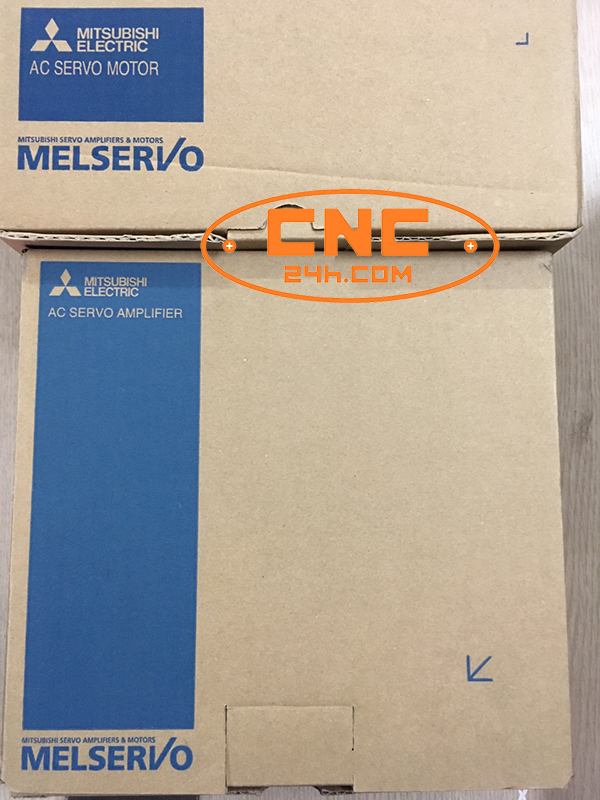 MITSUBISHI
ELECTRIC
AC SERVO MOTOR
MITSUBISHI SERVO AMPLIFIERS & MOTORS
MELSERVO
CNC
24h.COM
MITSUBISHI
ELECTRIC
AC SERVO AMPLIFIER
MITSUBISHI SERVO AMPLIFIERS & MOTORS
MELSERVO